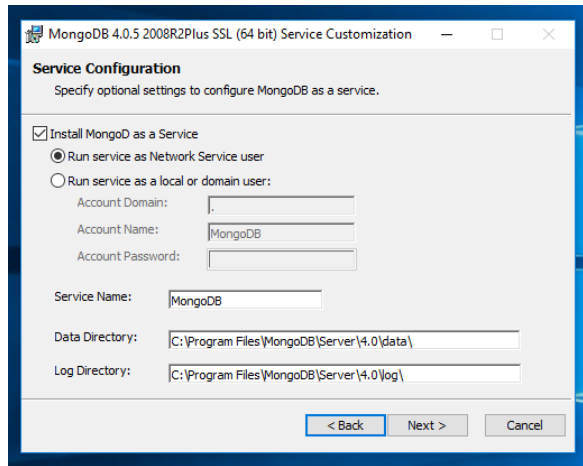 MongoDB 4.0.5 2008R2Plus SSL (64 bit) Service Customization
Service Configuration
Specify optional settings to configure MongoDB as a service.
Install MongoD as a Service
Run service as Network Service user
Run service as a local or domain user:
Account Domain: .
Account Name: MongoDB
Account Password:
Service Name: MongoDB
Data Directory: C:\Program Files\MongoDB\Server\4.0\data\
Log Directory: C:\Program Files\MongoDB\Server\4.0\log\
< Back Next > Cancel